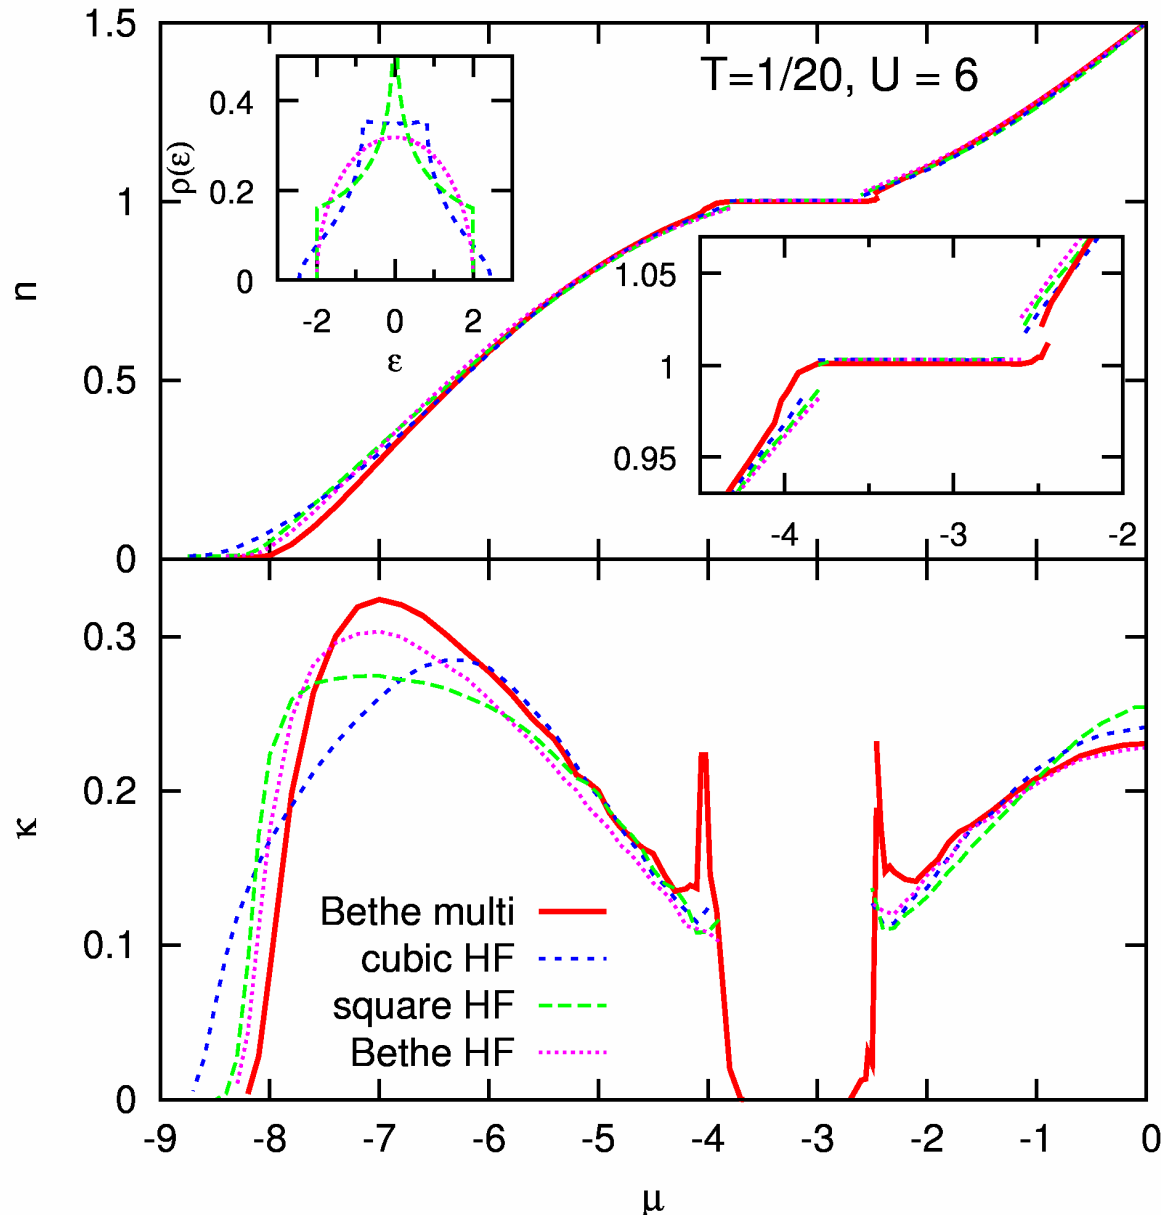 1.5
T=1/20, U = 6
0.4
ρ(ε)
0.2
0
-2 0 2
ε
1
n
0.5
0
1.05
1
0.95
-4 -3 -2
0.3
0.2
κ
0.1
0
Bethe multi
cubic HF
square HF
Bethe HF
-9 -8 -7 -6 -5 -4 -3 -2 -1 0
μ